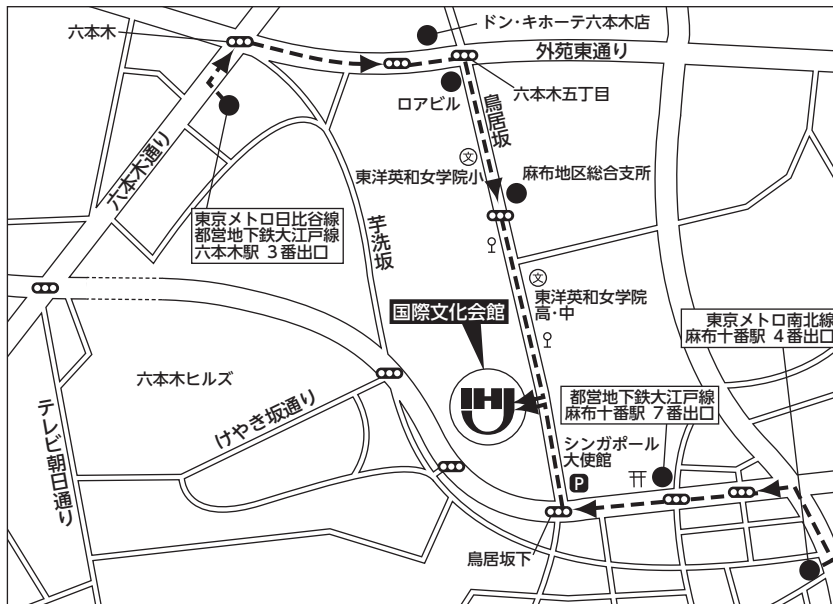 六本木
ドン・キホーテ六本木店
外苑東通り
ロアビル
六本木五丁目
鳥居坂
六本木通り
東洋英和女学院小
文
麻布地区総合支所
東京メトロ日比谷線
都営地下鉄大江戸線
六本木駅 3番出口
芋洗坂
文
東洋英和女学院
高・中
国際文化会館
東京メトロ南北線
麻布十番駅 4番出口
六本木ヒルズ
けやき坂通り
テレビ朝日通り
IHJ
都営地下鉄大江戸線
麻布十番駅 7番出口
シンガポール
大使館
P
鳥居坂下